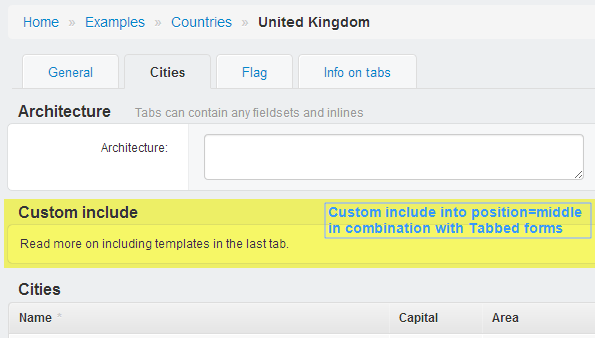 Home » Examples » Countries » United Kingdom
General Cities Flag Info on tabs
Architecture Tabs can contain any fieldsets and inlines
Architecture:
Custom include
Custom include into position=middle
in combination with Tabbed forms
Read more on including templates in the last tab.
Cities
Name * Capital Area